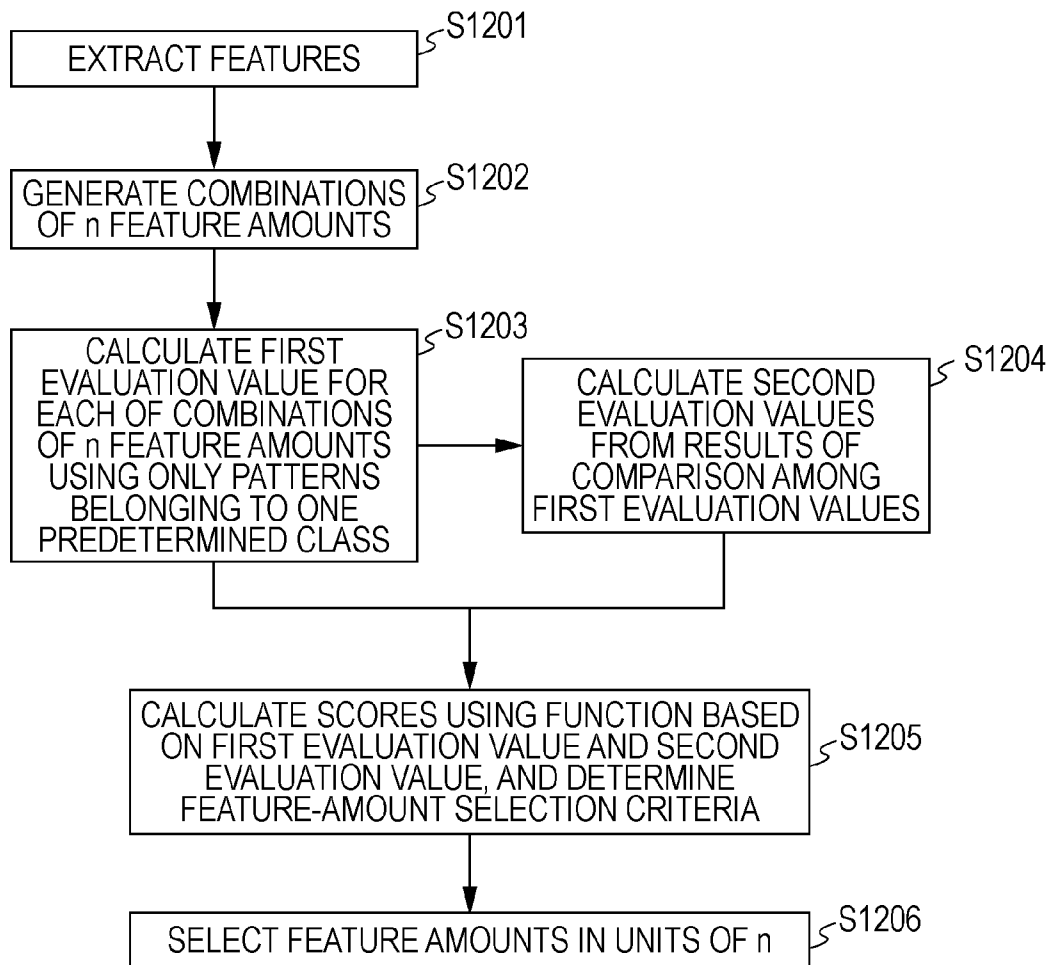 S1201
EXTRACT FEATURES
S1202
GENERATE COMBINATIONS
OF n FEATURE AMOUNTS
S1203
CALCULATE FIRST
EVALUATION VALUE FOR
EACH OF COMBINATIONS
OF n FEATURE AMOUNTS
USING ONLY PATTERNS
BELONGING TO ONE
PREDETERMINED CLASS
S1204
CALCULATE SECOND
EVALUATION VALUES
FROM RESULTS OF
COMPARISON AMONG
FIRST EVALUATION VALUES
CALCULATE SCORES USING FUNCTION BASED
ON FIRST EVALUATION VALUE AND SECOND
EVALUATION VALUE, AND DETERMINE
FEATURE-AMOUNT SELECTION CRITERIA
S1205
SELECT FEATURE AMOUNTS IN UNITS OF n
S1206